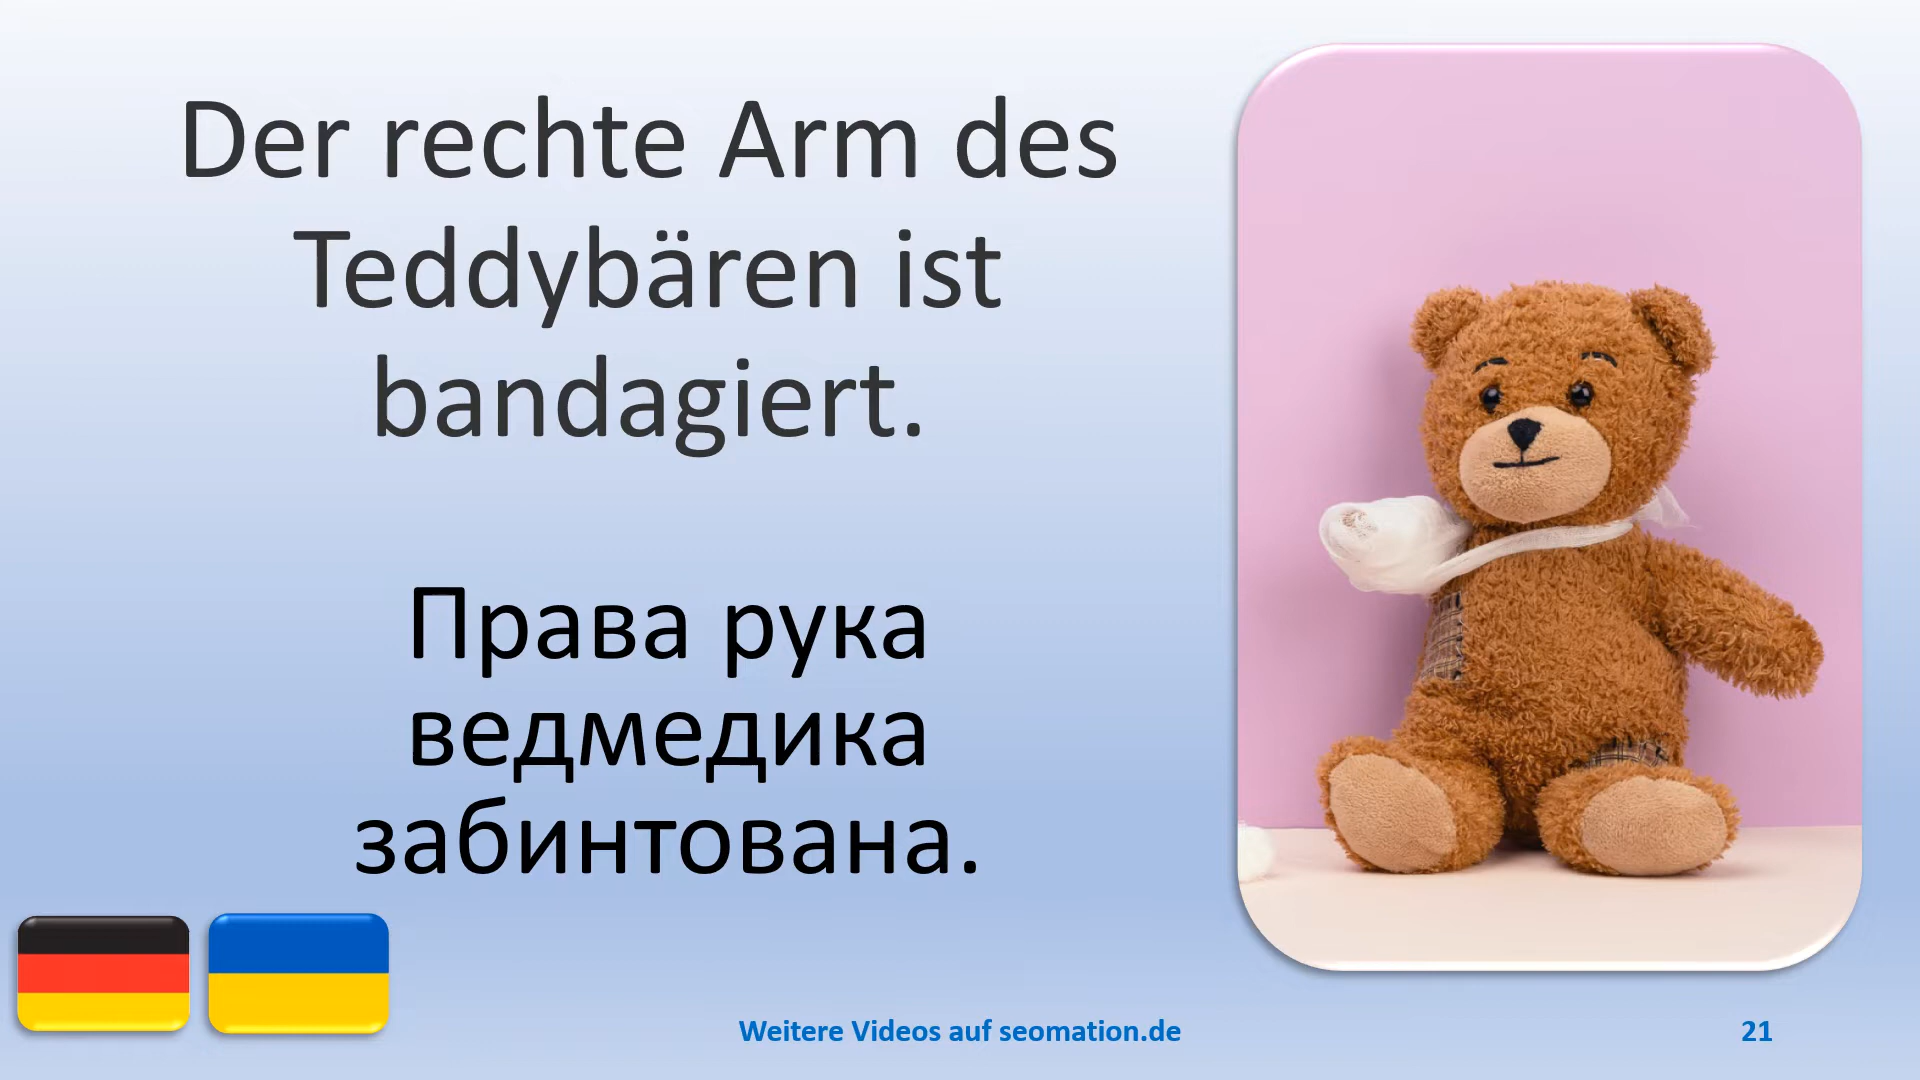 Der rechte Arm des
Teddybären ist
bandagiert.
Права рука
ведмедика
забинтована.
Weitere Videos auf seomation.de
21